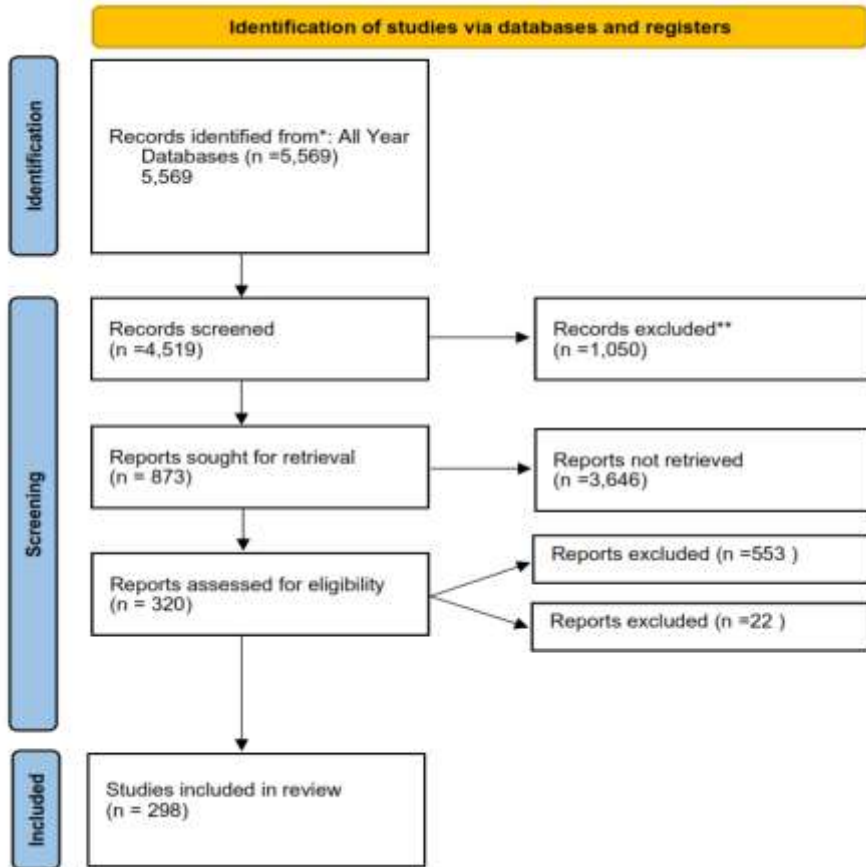 Identification of studies via databases and registers
Identification
Records identified from*: All Year
Databases (n =5,569)
5,569
Screening
Records screened
(n =4,519)
Records excluded**
(n =1,050)
Reports sought for retrieval
(n = 873)
Reports not retrieved
(n =3,646)
Reports assessed for eligibility
(n = 320)
Reports excluded (n =553 )
Reports excluded (n =22 )
Included
Studies included in review
(n = 298)